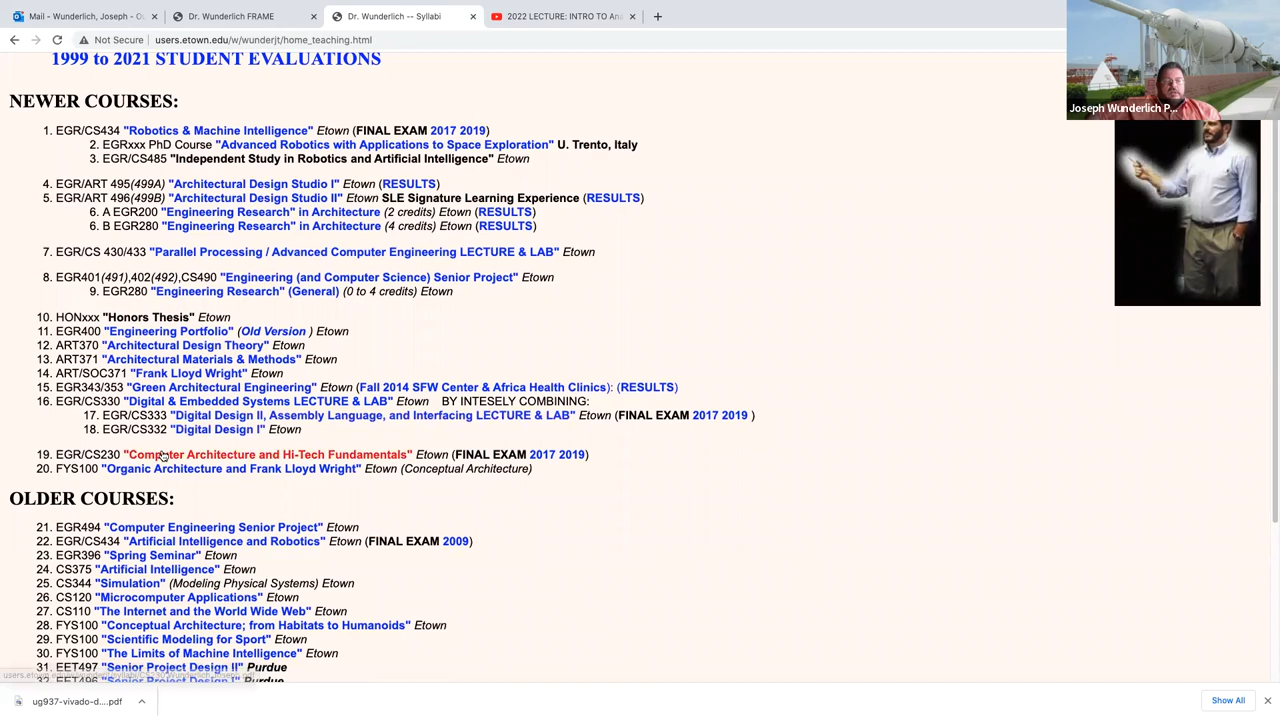 Mail - Wunderlich, Joseph - Ou
Dr. Wunderlich FRAME
Dr. Wunderlich -- Syllabi
2022 LECTURE: INTRO TO Ana
Not Secure
users.etown.edu/w/wunderjt/home_teaching.html
Joseph Wunderlich P...
1999 to 2021 STUDENT EVALUATIONS
NEWER COURSES:
1. EGR/CS434 "Robotics & Machine Intelligence" Etown (FINAL EXAM 2017 2019)
2. EGRxxx PhD Course "Advanced Robotics with Applications to Space Exploration" U. Trento, Italy
3. EGR/CS485 "Independent Study in Robotics and Artificial Intelligence" Etown
4. EGR/ART 495(499A) "Architectural Design Studio I" Etown (RESULTS)
5. EGR/ART 496(499B) "Architectural Design Studio II" Etown SLE Signature Learning Experience (RESULTS)
6. A EGR200 "Engineering Research" in Architecture (2 credits) Etown (RESULTS)
6. B EGR280 "Engineering Research" in Architecture (4 credits) Etown (RESULTS)
7. EGR/CS 430/433 "Parallel Processing / Advanced Computer Engineering LECTURE & LAB" Etown
8. EGR401(491),402(492),CS490 "Engineering (and Computer Science) Senior Project" Etown
9. EGR280 "Engineering Research" (General) (0 to 4 credits) Etown
10. HONxxx "Honors Thesis" Etown
11. EGR400 "Engineering Portfolio" (Old Version ) Etown
12. ART370 "Architectural Design Theory" Etown
13. ART371 "Architectural Materials & Methods" Etown
14. ART/SOC371 "Frank Lloyd Wright" Etown
15. EGR343/353 "Green Architectural Engineering" Etown (Fall 2014 SFW Center & Africa Health Clinics): (RESULTS)
16. EGR/CS330 "Digital & Embedded Systems LECTURE & LAB" Etown BY INTESELY COMBINING:
17. EGR/CS333 "Digital Design II, Assembly Language, and Interfacing LECTURE & LAB" Etown (FINAL EXAM 2017 2019 )
18. EGR/CS332 "Digital Design I" Etown
19. EGR/CS230 "Computer Architecture and Hi-Tech Fundamentals" Etown (FINAL EXAM 2017 2019)
20. FYS100 "Organic Architecture and Frank Lloyd Wright" Etown (Conceptual Architecture)
OLDER COURSES:
21. EGR494 "Computer Engineering Senior Project" Etown
22. EGR/CS434 "Artificial Intelligence and Robotics" Etown (FINAL EXAM 2009)
23. EGR396 "Spring Seminar" Etown
24. CS375 "Artificial Intelligence" Etown
25. CS344 "Simulation" (Modeling Physical Systems) Etown
26. CS120 "Microcomputer Applications" Etown
27. CS110 "The Internet and the World Wide Web" Etown
28. FYS100 "Conceptual Architecture; from Habitats to Humanoids" Etown
29. FYS100 "Scientific Modeling for Sport" Etown
30. FYS100 "The Limits of Machine Intelligence" Etown
31. EET497 "Senior Project Design II" Purdue
32. EET496 "Senior Project Design I" Purdue
ug937-vivado-d....pdf
Show All